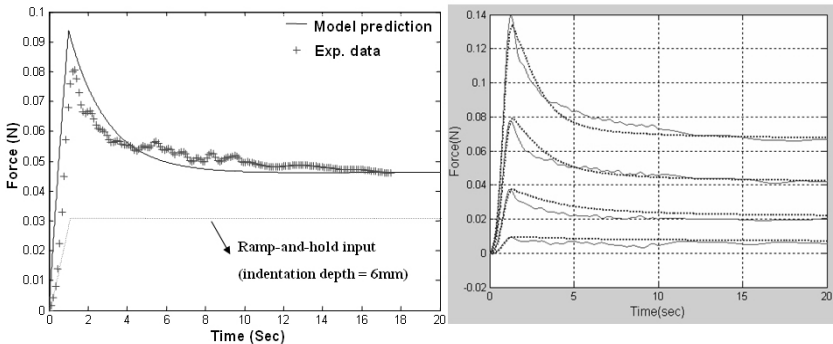 0.1
0.09
0.08
0.07
0.06
0.05
0.04
0.03
0.02
0.01
0
Force (N)
Model prediction
Exp. data
Ramp-and-hold input
(indentation depth = 6mm)
0 2 4 6 8 10 12 14 16 18 20
Time (Sec)
0.14
0.12
0.1
0.08
0.06
0.04
0.02
0
-0.02
Force(N)
0 5 10 15 20
Time(sec)